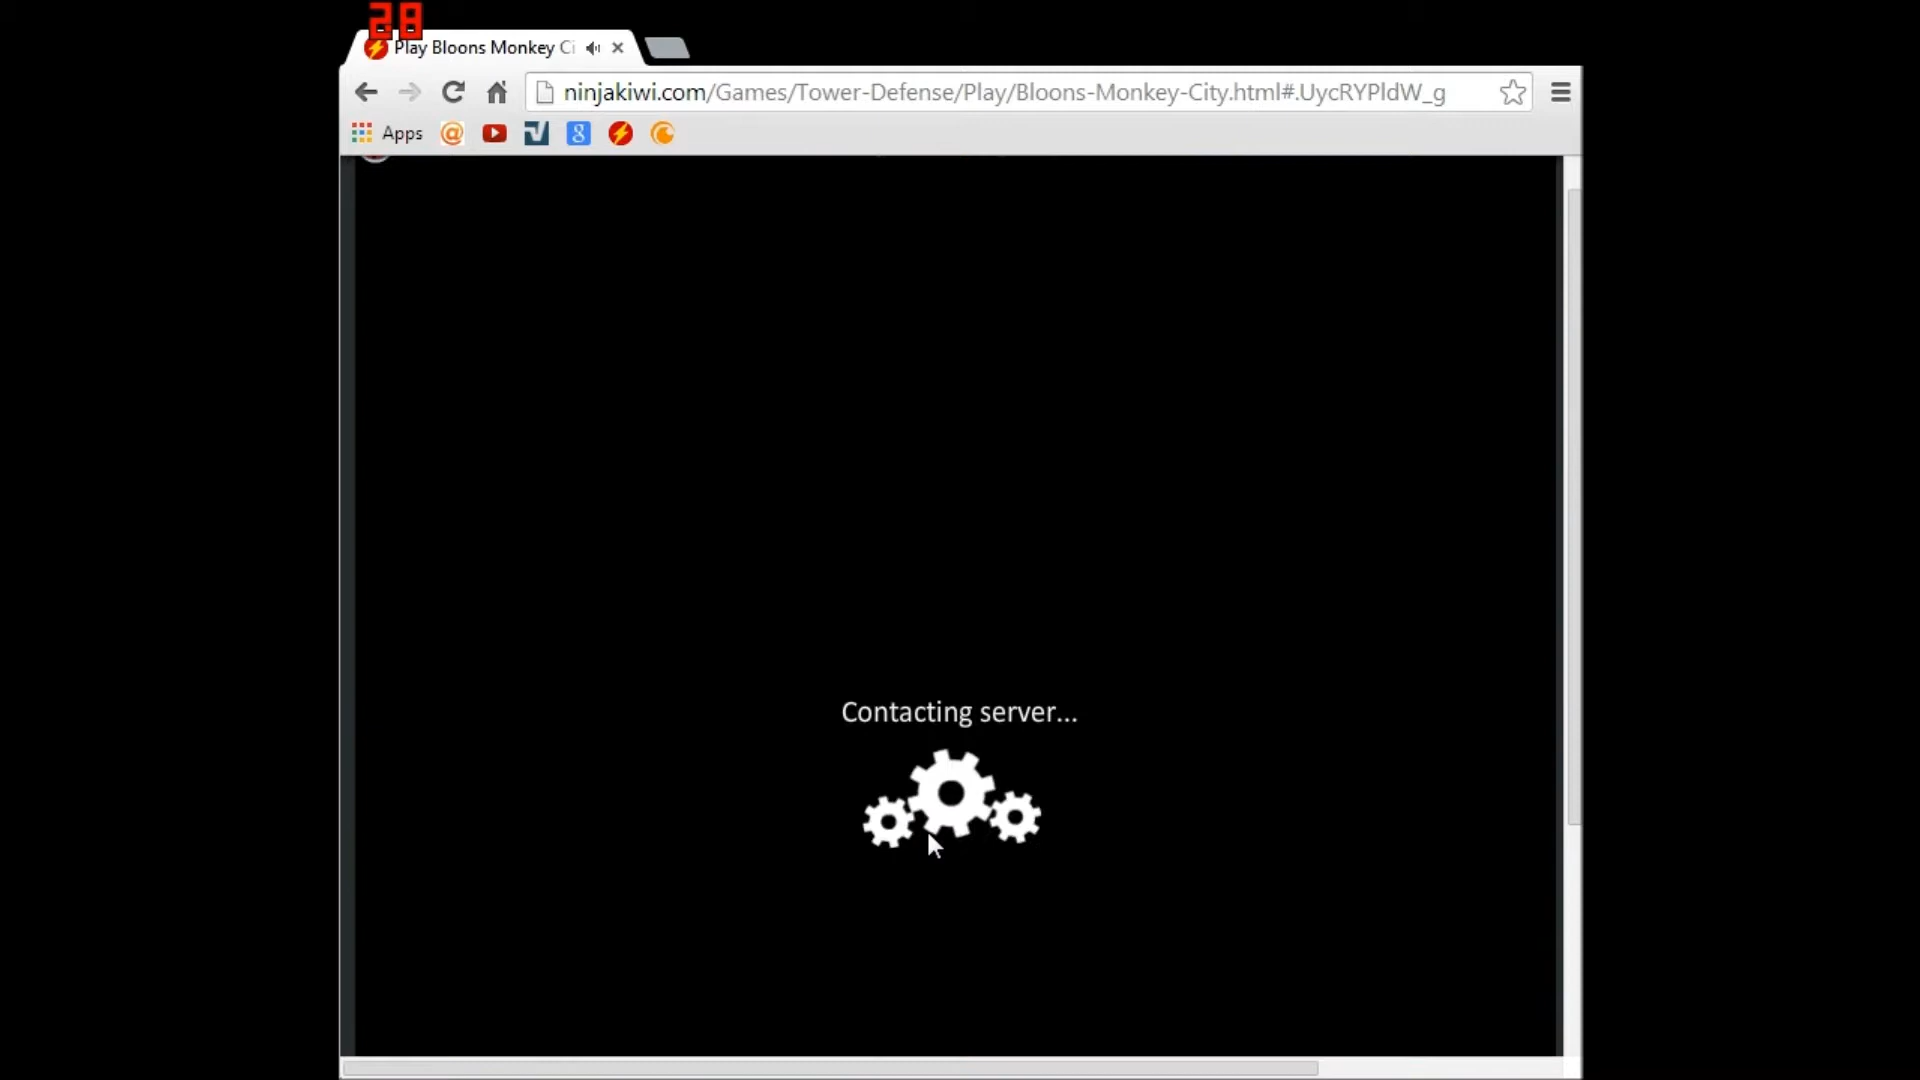 28
Play Bloons Monkey Ci
ninjakiwi.com/Games/Tower-Defense/Play/Bloons-Monkey-City.html#.UycRYPldW_g
Apps
Contacting server...